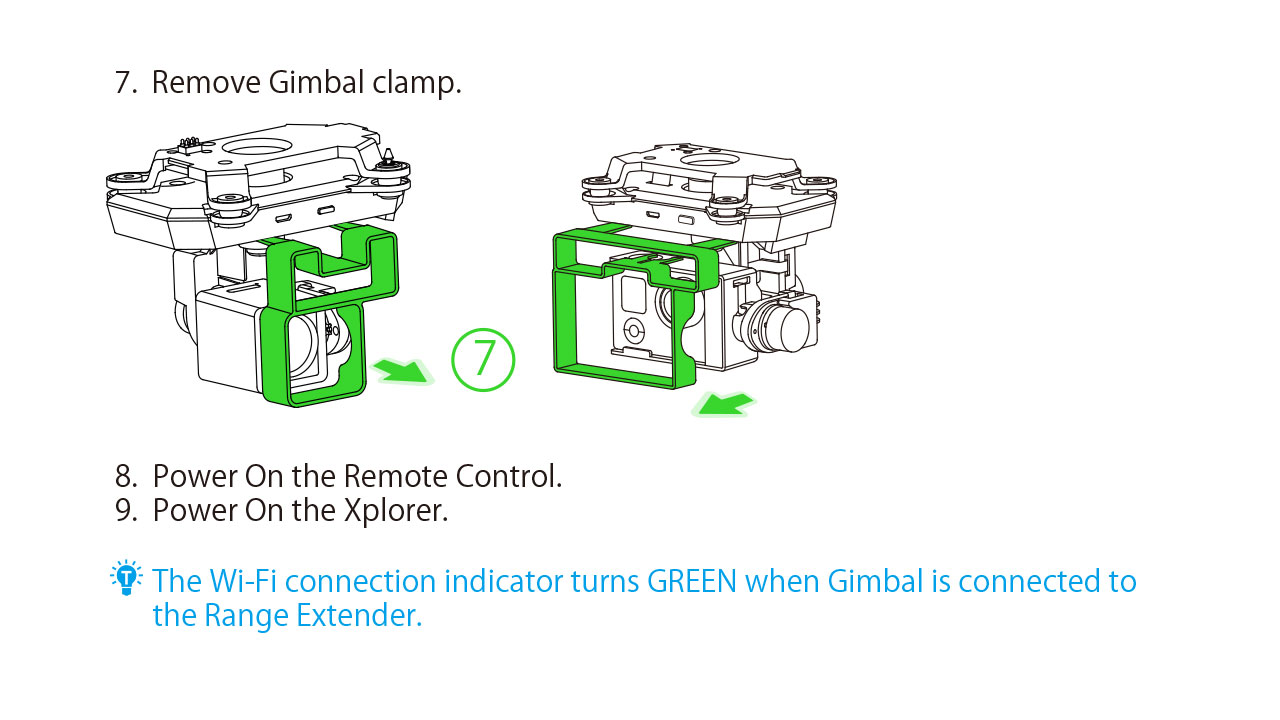 7. Remove Gimbal clamp.
7
8. Power On the Remote Control.
9. Power On the Xplorer.
T
The Wi-Fi connection indicator turns GREEN when Gimbal is connected to
the Range Extender.